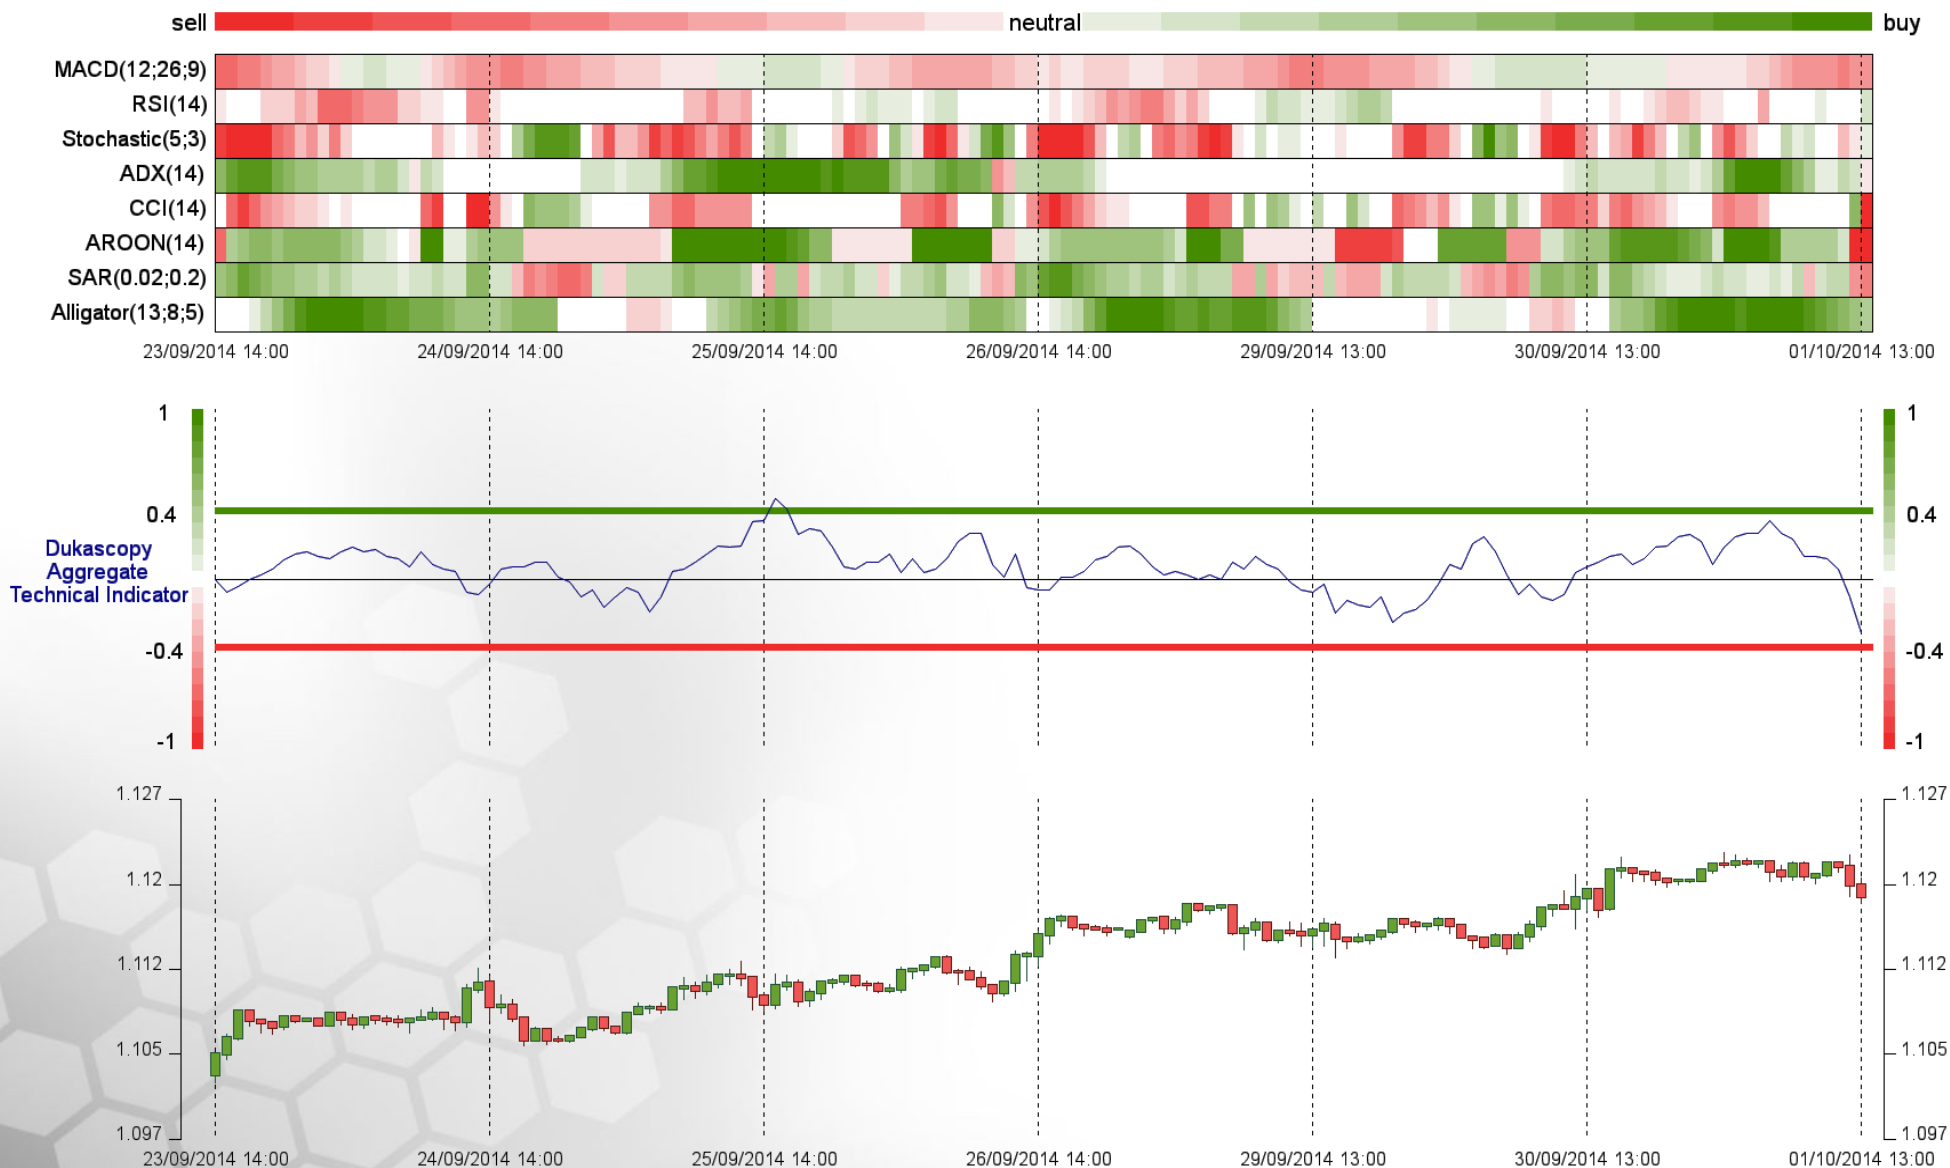 sell neutral buy
MACD(12;26;9)
RSI(14)
Stochastic(5;3)
ADX(14)
CCI(14)
AROON(14)
SAR(0.02;0.2)
Alligator(13;8;5)
23/09/2014 14:00 24/09/2014 14:00 25/09/2014 14:00 26/09/2014 14:00 29/09/2014 13:00 30/09/2014 13:00 01/10/2014 13:00
1 1
0.4 0.4
Dukascopy
Aggregate
Technical Indicator
-0.4 -0.4
-1 -1
1.127 1.127
1.12 1.12
1.112 1.112
1.105 1.105
1.097 1.097
23/09/2014 14:00 24/09/2014 14:00 25/09/2014 14:00 26/09/2014 14:00 29/09/2014 13:00 30/09/2014 13:00 01/10/2014 13:00